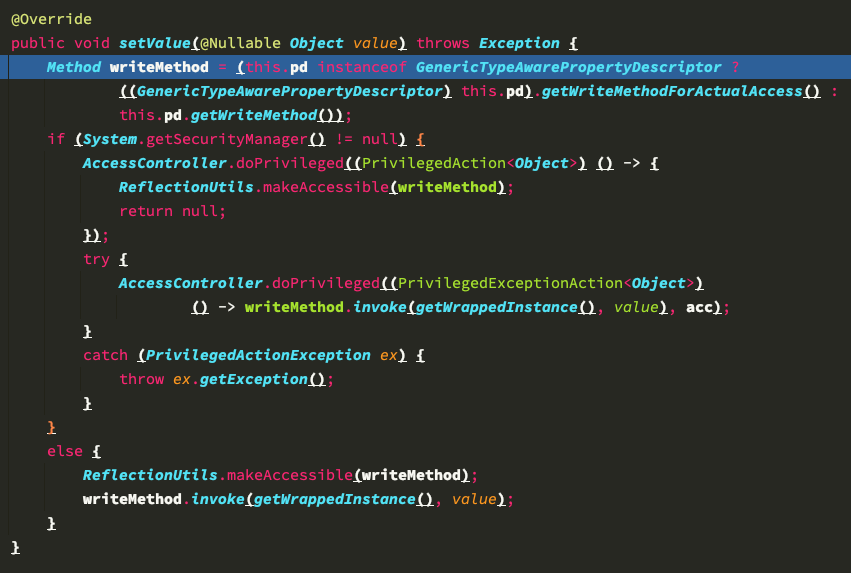 @Override
public void setValue(@Nullable Object value) throws Exception {
Method writeMethod = (this.pd instanceof GenericTypeAwarePropertyDescriptor ?
((GenericTypeAwarePropertyDescriptor) this.pd).getWriteMethodForActualAccess() :
this.pd.getWriteMethod());
if (System.getSecurityManager() != null) {
AccessController.doPrivileged((PrivilegedAction<Object>) () -> {
ReflectionUtils.makeAccessible(writeMethod);
return null;
});
try {
AccessController.doPrivileged((PrivilegedExceptionAction<Object>)
() -> writeMethod.invoke(getWrappedInstance(), value), acc);
}
catch (PrivilegedActionException ex) {
throw ex.getException();
}
}
else {
ReflectionUtils.makeAccessible(writeMethod);
writeMethod.invoke(getWrappedInstance(), value);
}
}